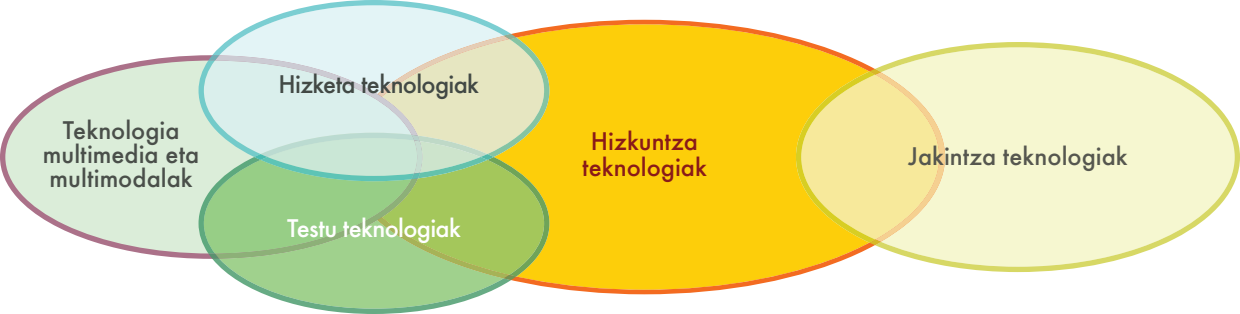 Hizketa teknologiak
Teknologia
multimedia eta
multimodalak
Hizkuntza
teknologiak
Jakintza teknologiak
Testu teknologiak